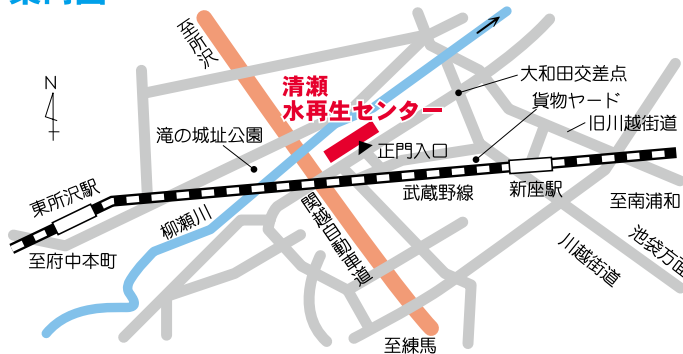 案内図
至所沢
N
清瀬
水再生センター
大和田交差点
貨物ヤード
旧川越街道
滝の城址公園
正門入口
東所沢駅
武蔵野線
新座駅
至南浦和
柳瀬川
関越自動車道
池袋方面
川越街道
至府中本町
至練馬